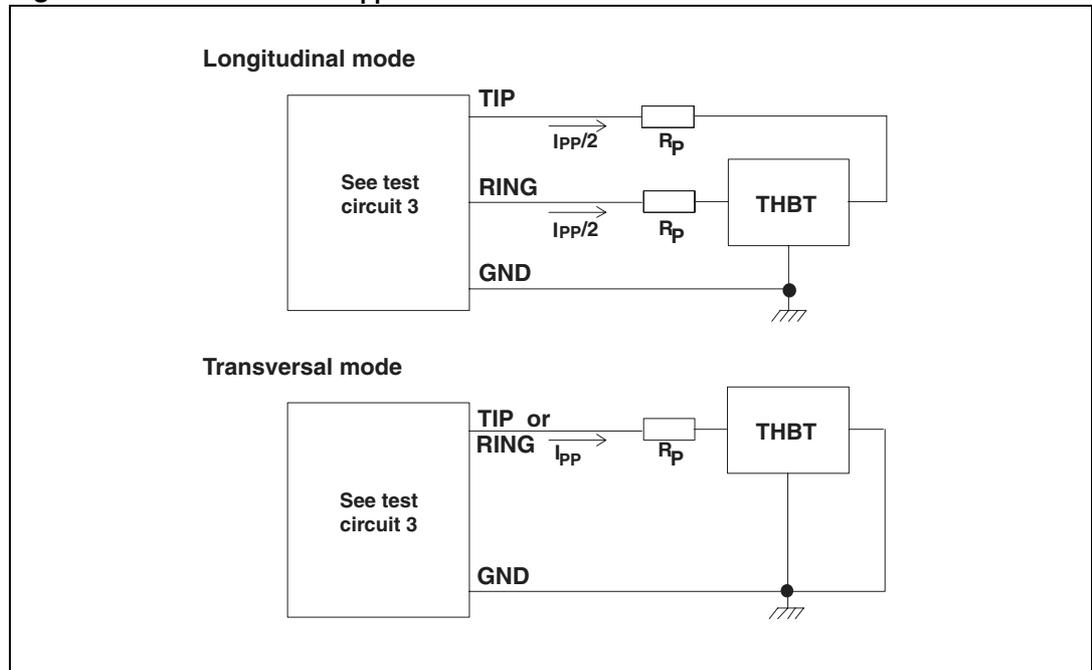 Longitudinal mode
TIP
IPP/2
RP
See test
circuit 3
RING
THBT
IPP/2
RP
GND
Transversal mode
TIP or
RING
IPP
RP
THBT
See test
circuit 3
GND